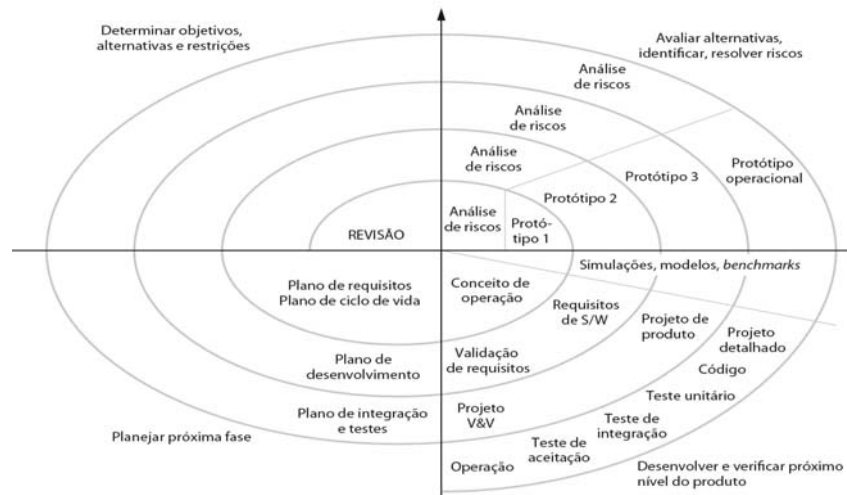 Determinar objetivos,
alternativas e restrições
Avaliar alternativas,
identificar, resolver riscos
Análise
de riscos
Análise
de riscos
Análise
de riscos
Protótipo
operacional
Protótipo 3
Protótipo 2
REVISÃO
Análise
de riscos
Protó-
tipo 1
Simulações, modelos, benchmarks
Plano de requisitos
Plano de ciclo de vida
Conceito de
operação
Requisitos
de S/W
Projeto de
produto
Projeto
detalhado
Plano de
desenvolvimento
Validação
de requisitos
Código
Teste unitário
Plano de integração
e testes
Projeto
V&V
Teste de
integração
Planejar próxima fase
Teste de
aceitação
Operação
Desenvolver e verificar próximo
nível do produto